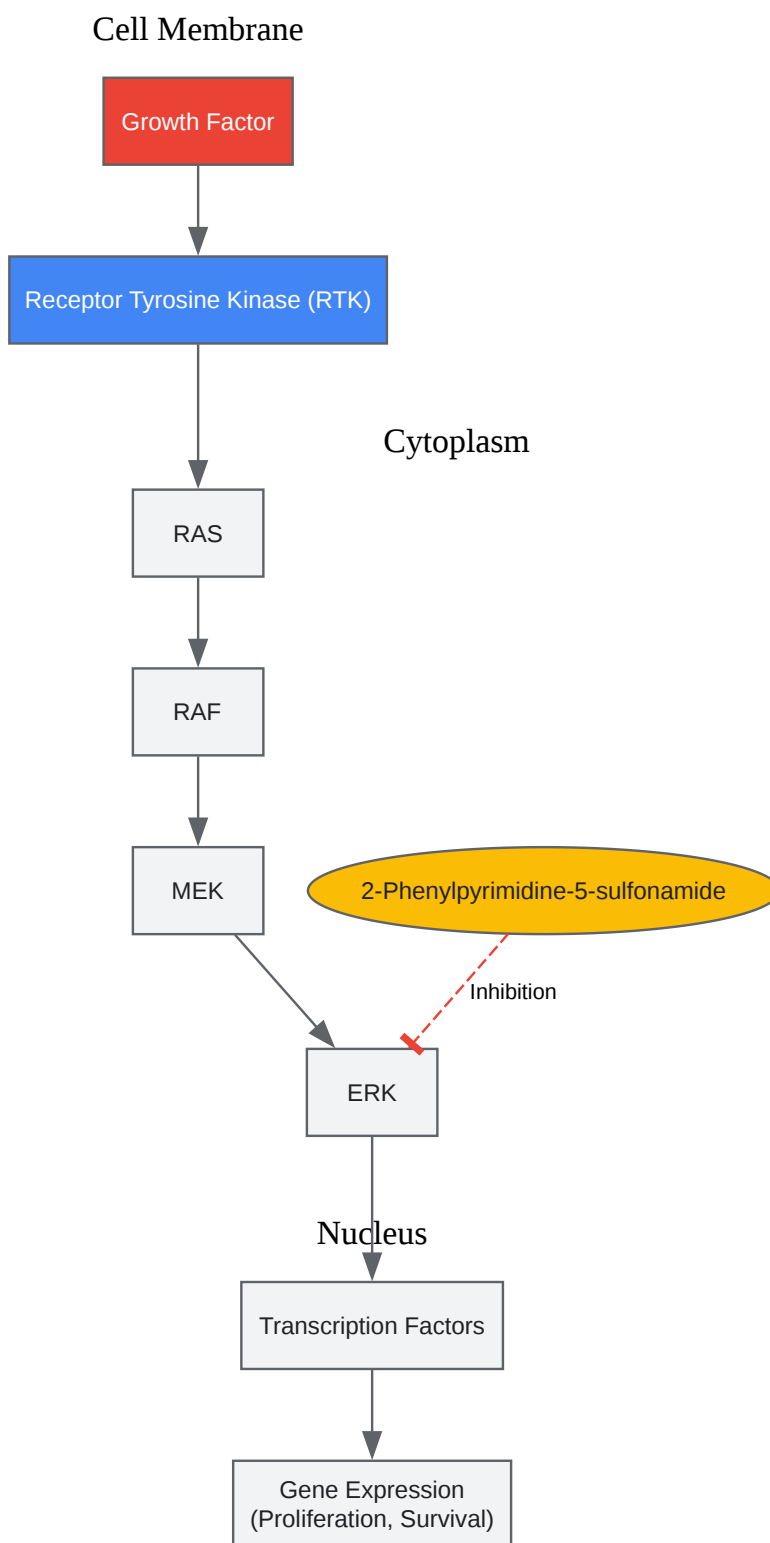 Cell Membrane
Growth Factor
Receptor Tyrosine Kinase (RTK)
Cytoplasm
RAS
RAF
MEK
2-Phenylpyrimidine-5-sulfonamide
Inhibition
ERK
Nucleus
Transcription Factors
Gene Expression
(Proliferation, Survival)